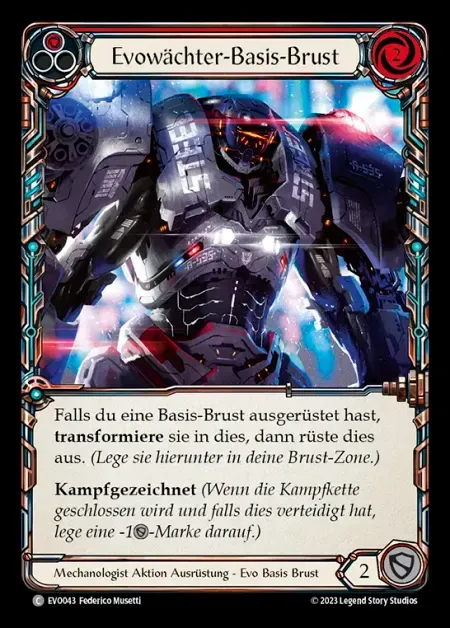 Evowächter-Basis-Brust
2
Falls du eine Basis-Brust ausgerüstet hast,
transformiere sie in dies, dann rüste dies
aus. (Lege sie hierunter in deine Brust-Zone.)
Kampfgezeichnet (Wenn die Kampfkette
geschlossen wird und falls dies verteidigt hat,
lege eine -1-Marke darauf.)
Mechanologist Aktion Ausrüstung - Evo Basis Brust
2
C EVO043 Federico Musetti
© 2023 Legend Story Studios